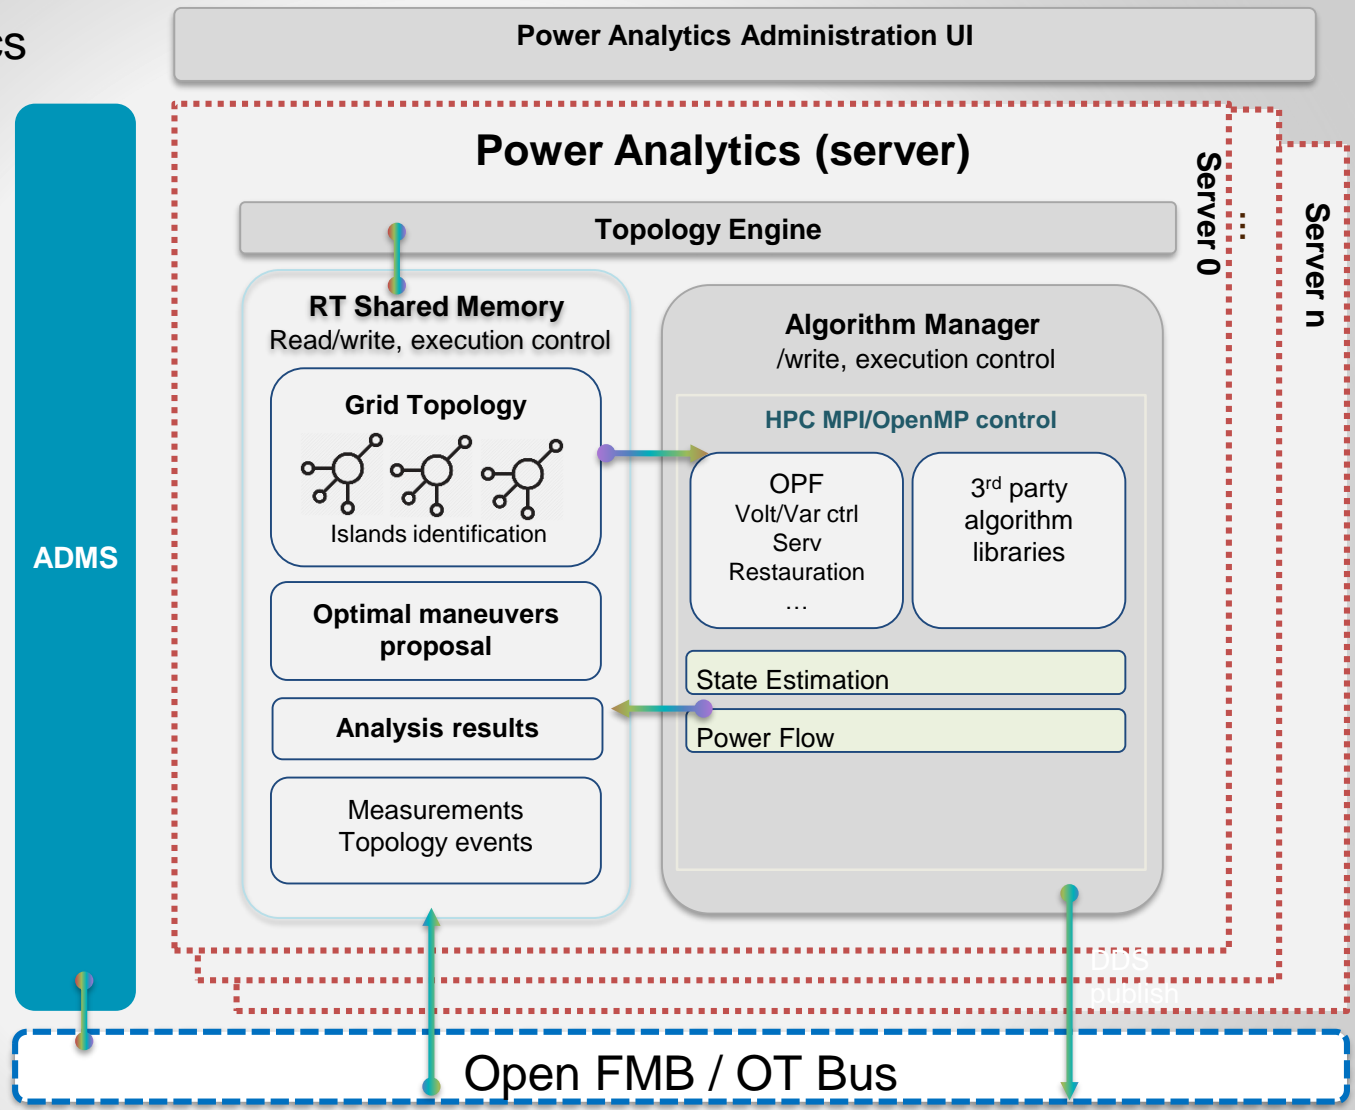 cs
Power Analytics Administration UI
Power Analytics (server)
Server 0
...
Server n
Topology Engine
RT Shared Memory
Read/write, execution control
Grid Topology
Islands identification
Optimal maneuvers
proposal
Analysis results
Measurements
Topology events
Algorithm Manager
/write, execution control
HPC MPI/OpenMP control
OPF
Volt/Var ctrl
Serv
Restauration
…
3rd party
algorithm
libraries
State Estimation
Power Flow
ADMS
DDS
publish
Open FMB / OT Bus